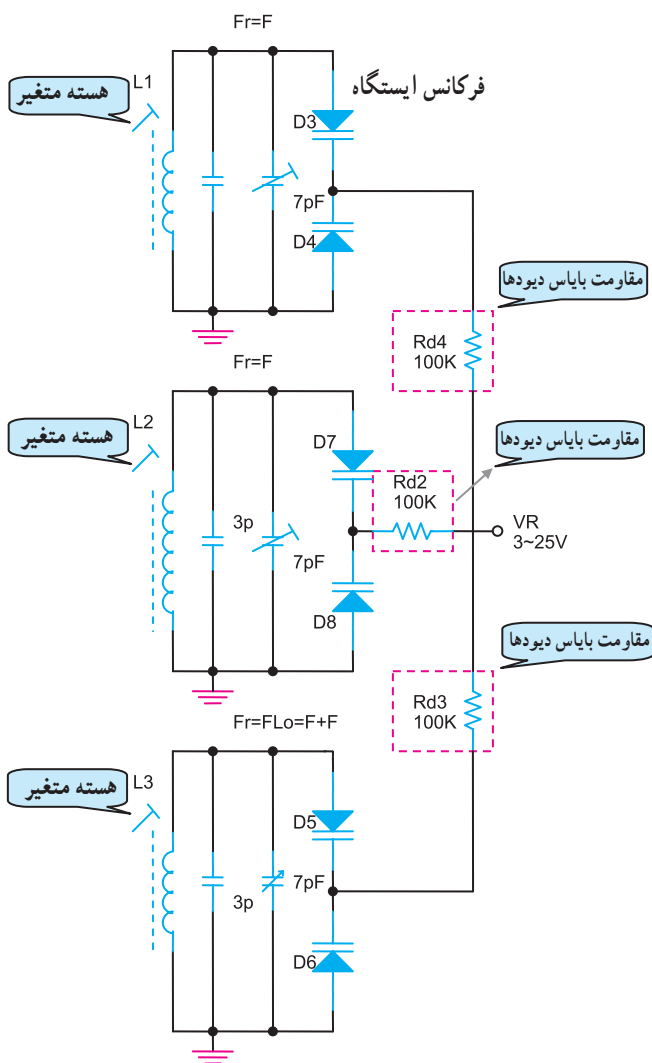 Fr=F
هسته متغیر
L1
فرکانس ایستگاه
D3
7pF
D4
مقاومت بایاس دیودها
Rd4
100K
Fr=F
هسته متغیر
L2
D7
مقاومت بایاس دیودها
Rd2
100K
3p
7pF
VR
3~25V
D8
مقاومت بایاس دیودها
Rd3
100K
Fr=FLo=F+F
هسته متغیر
L3
D5
3p
7pF
D6